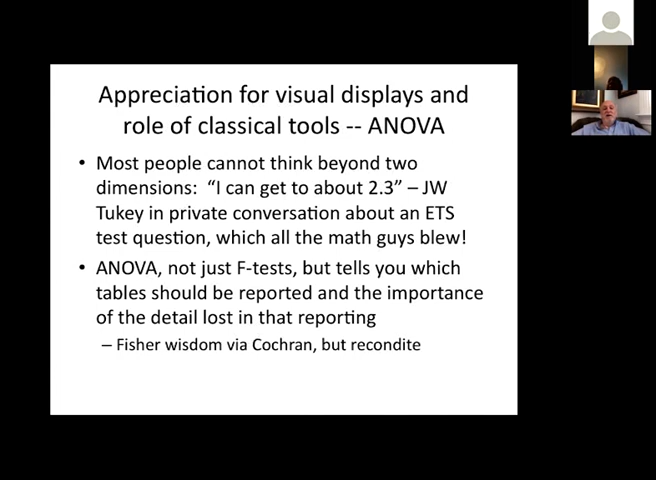 Appreciation for visual displays and
role of classical tools -- ANOVA
• Most people cannot think beyond two
dimensions: “I can get to about 2.3” – JW
Tukey in private conversation about an ETS
test question, which all the math guys blew!
• ANOVA, not just F-tests, but tells you which
tables should be reported and the importance
of the detail lost in that reporting
– Fisher wisdom via Cochran, but recondite